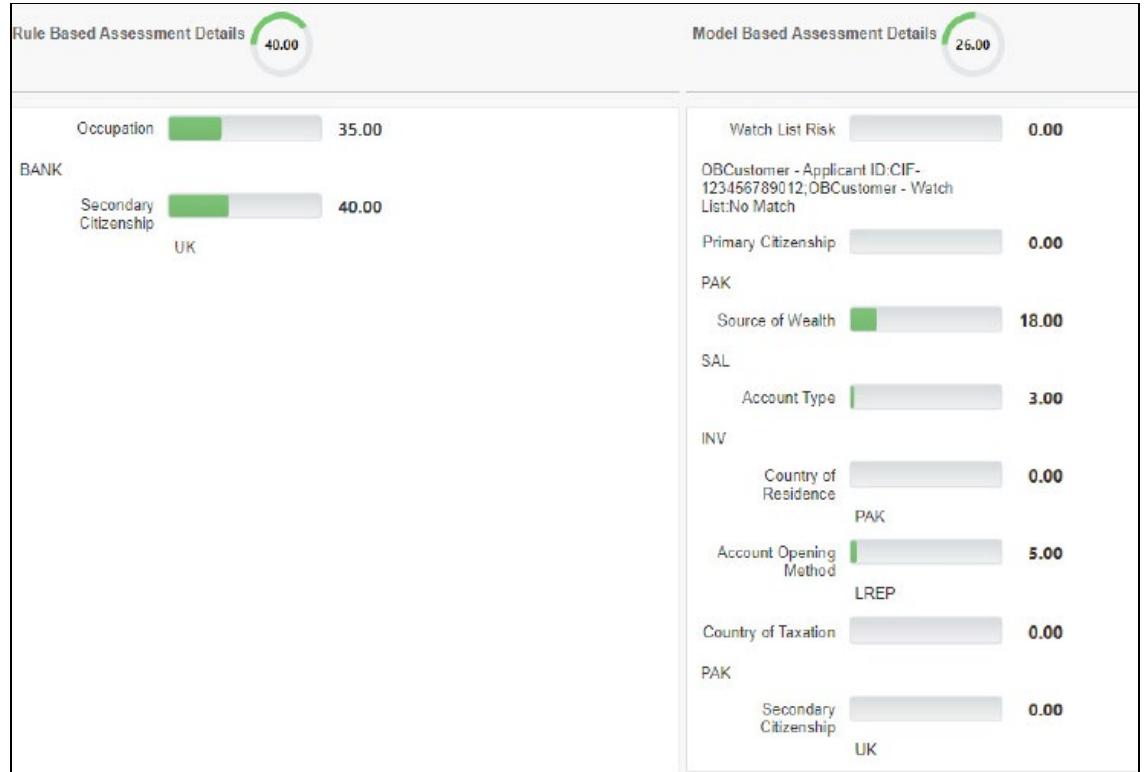 Rule Based Assessment Details 40.00
Occupation 35.00
BANK
Secondary 40.00
Citizenship
UK
Model Based Assessment Details 26.00
Watch List Risk 0.00
OBCustomer - Applicant ID:CIF-
123456789012;OBCustomer - Watch
List:No Match
Primary Citizenship 0.00
PAK
Source of Wealth 18.00
SAL
Account Type 3.00
INV
Country of 0.00
Residence
PAK
Account Opening 5.00
Method
LREP
Country of Taxation 0.00
PAK
Secondary 0.00
Citizenship
UK